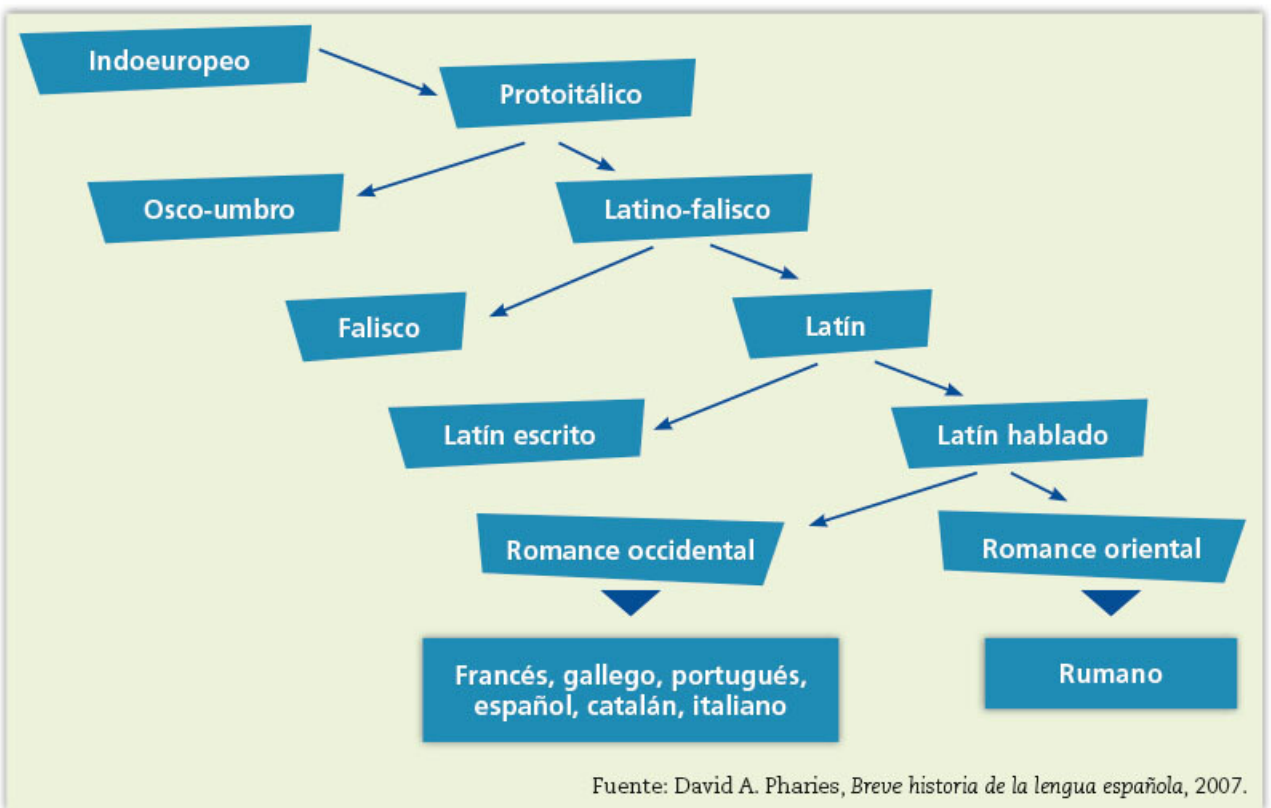 Indoeuropeo
Protoitálico
Osco-umbro
Latino-falisco
Falisco
Latín
Latín escrito
Latín hablado
Romance occidental
Romance oriental
Francés, gallego, portugués,
español, catalán, italiano
Rumano
Fuente: David A. Pharies, Breve historia de la lengua española, 2007.